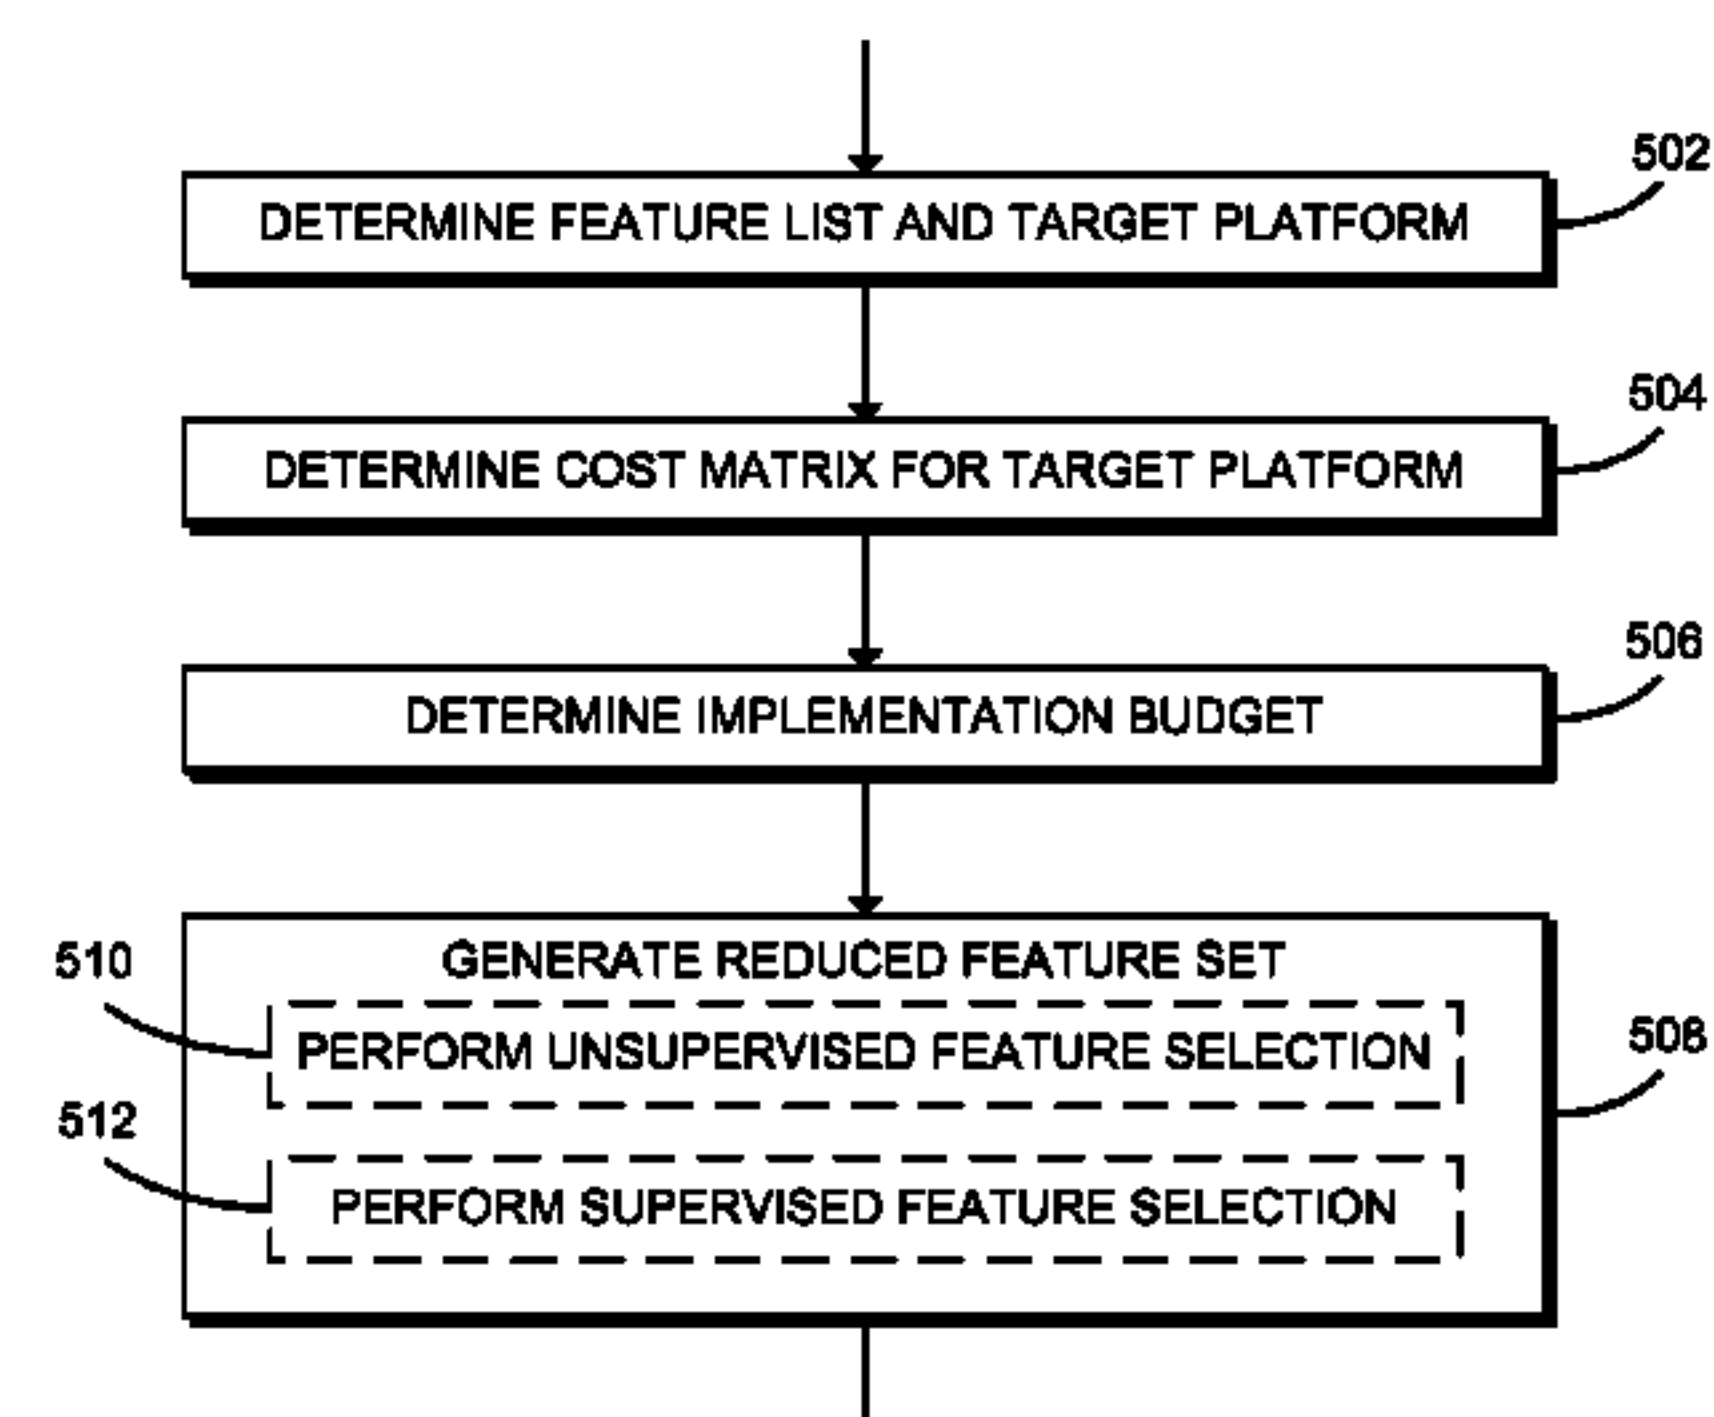 502
DETERMINE FEATURE LIST AND TARGET PLATFORM
504
DETERMINE COST MATRIX FOR TARGET PLATFORM
506
DETERMINE IMPLEMENTATION BUDGET
GENERATE REDUCED FEATURE SET
510
PERFORM UNSUPERVISED FEATURE SELECTION
508
512
PERFORM SUPERVISED FEATURE SELECTION